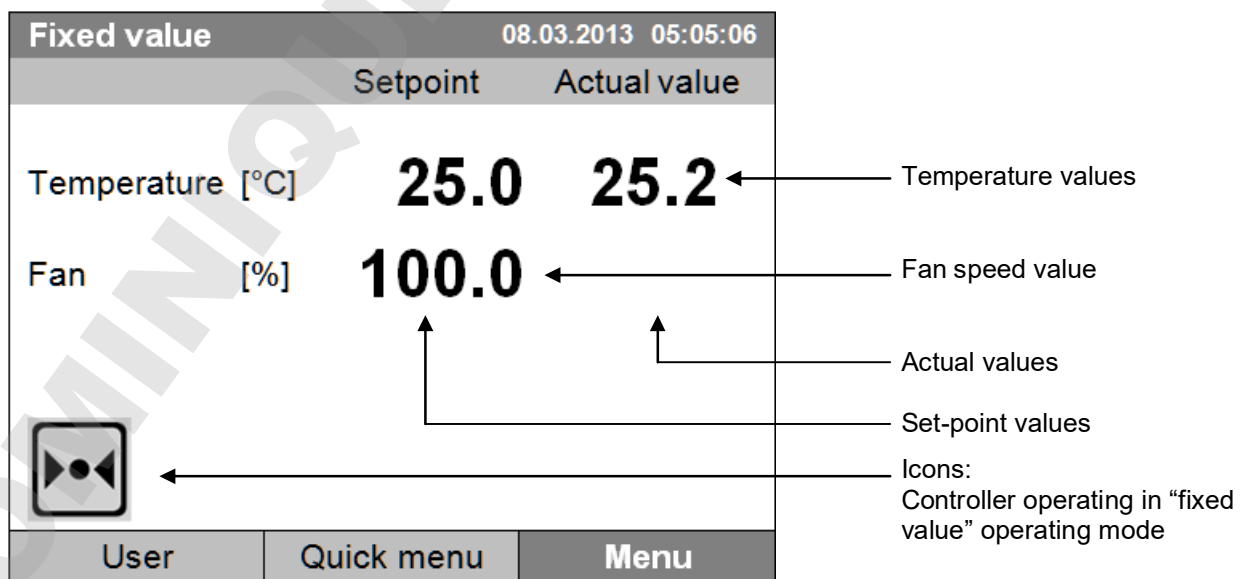 Fixed value 08.03.2013 05:05:06
Setpoint Actual value
Temperature [°C] 25.0 25.2
Temperature values
Fan [%] 100.0
Fan speed value
Actual values
Set-point values
Icons:
Controller operating in “fixed
value” operating mode
User Quick menu Menu